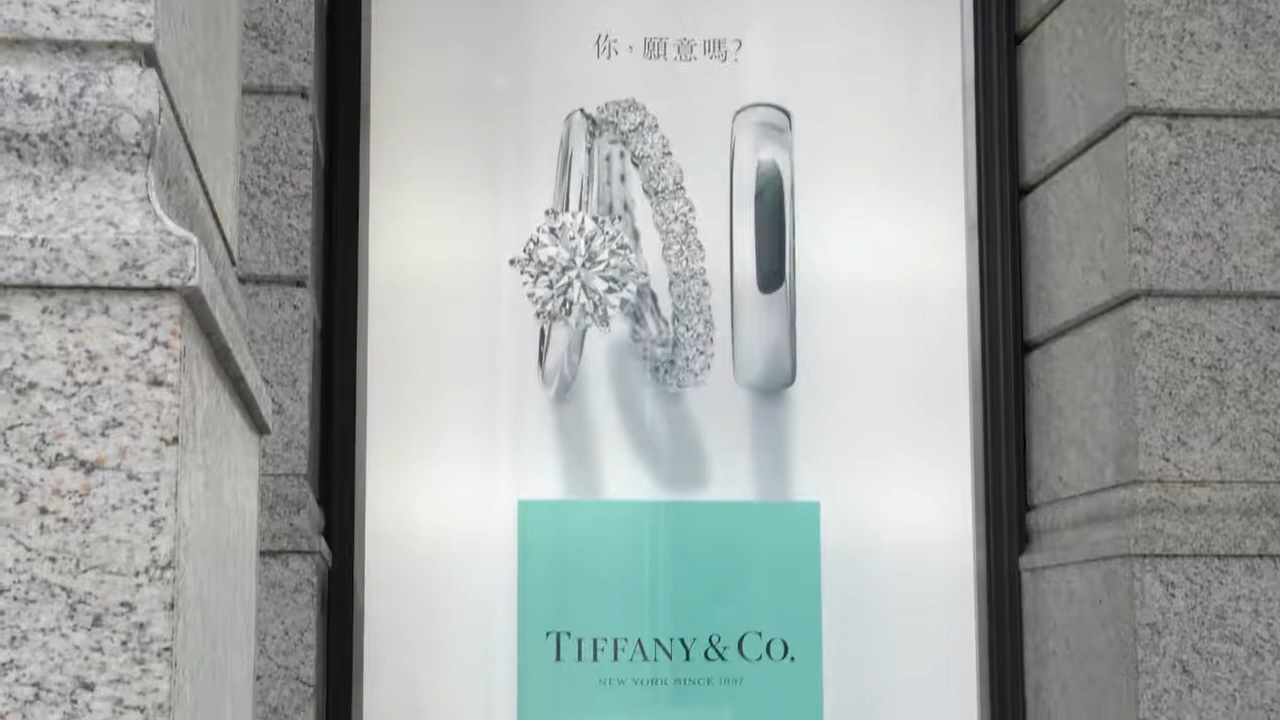 你，願意嗎?
TIFFANY & CO.
NEW YORK SINCE 1837